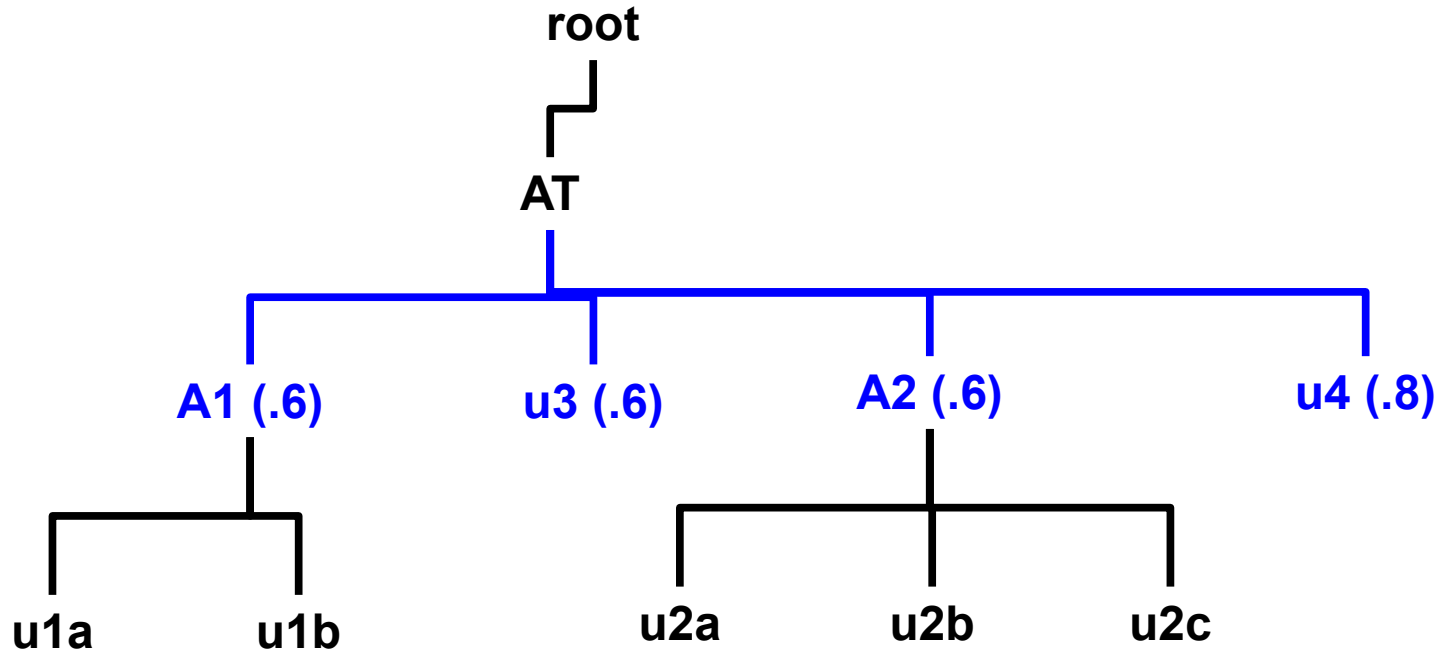 root
AT
A1 (.6) u3 (.6) A2 (.6) u4 (.8)
u1a u1b u2a u2b u2c